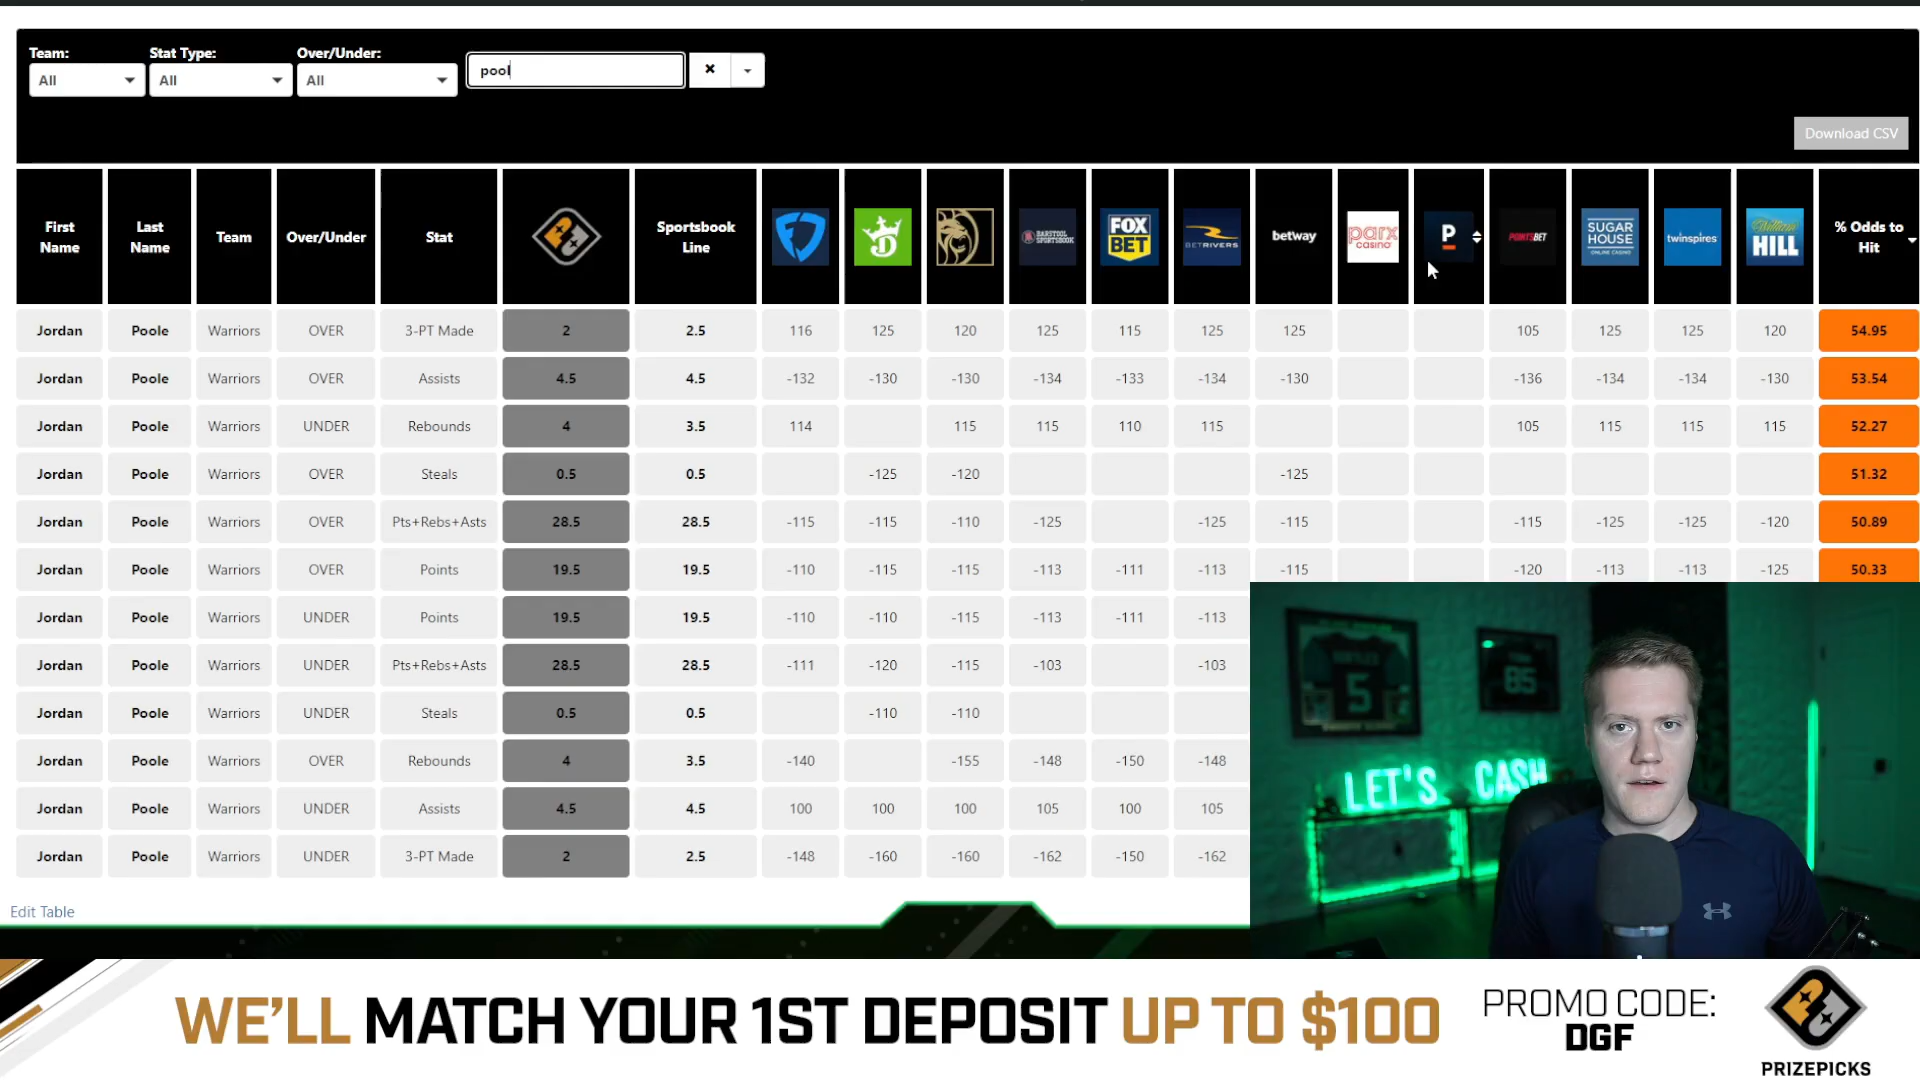 Team: Stat Type: Over/Under:
All All All pool
Download CSV
First Name Last Name Team Over/Under Stat Sportsbook Line BARSTOOL SPORTSBOOK FOX BET BETRIVERS betway parx casino P POINTSBET SUGAR HOUSE ONLINE CASINO twinspires William HILL % Odds to Hit
Jordan Poole Warriors OVER 3-PT Made 2 2.5 116 125 120 125 115 125 125 105 125 125 120 54.95
Jordan Poole Warriors OVER Assists 4.5 4.5 -132 -130 -130 -134 -133 -134 -130 -136 -134 -134 -130 53.54
Jordan Poole Warriors UNDER Rebounds 4 3.5 114 115 115 110 115 105 115 115 115 52.27
Jordan Poole Warriors OVER Steals 0.5 0.5 -125 -120 -125 51.32
Jordan Poole Warriors OVER Pts+Rebs+Asts 28.5 28.5 -115 -115 -110 -125 -125 -115 -115 -125 -125 -120 50.89
Jordan Poole Warriors OVER Points 19.5 19.5 -110 -115 -115 -113 -111 -113 -115 -120 -113 -113 -125 50.33
Jordan Poole Warriors UNDER Points 19.5 19.5 -110 -110 -115 -113 -111 -113
Jordan Poole Warriors UNDER Pts+Rebs+Asts 28.5 28.5 -111 -120 -115 -103 -103
Jordan Poole Warriors UNDER Steals 0.5 0.5 -110 -110
Jordan Poole Warriors OVER Rebounds 4 3.5 -140 -155 -148 -150 -148
Jordan Poole Warriors UNDER Assists 4.5 4.5 100 100 100 105 100 105
Jordan Poole Warriors UNDER 3-PT Made 2 2.5 -148 -160 -160 -162 -150 -162
Edit Table
5
85
LET'S CASH
WE'LL MATCH YOUR 1ST DEPOSIT UP TO $100
PROMO CODE:
DGF
PRIZEPICKS